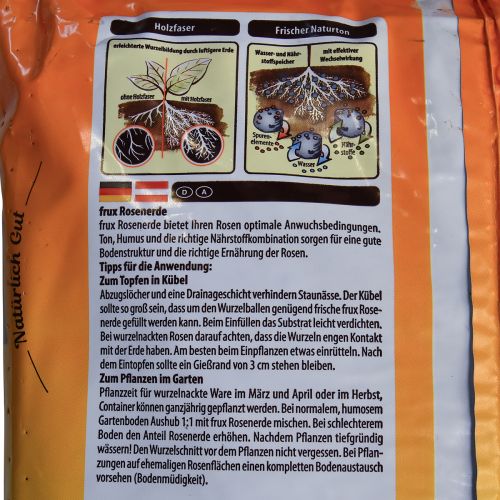 Holzfaser
Frischer Naturton
erleichterte Wurzelbildung durch luftigere Erde
ohne Holzfaser
mit Holzfaser
Wasser- und Nähr-
stoffspeicher
mit effektiver
Wechselwirkung
Spuren-
elemente
Wasser
Nähr-
stoffe
D A
Natürlich Gut
frux Rosenerde
frux Rosenerde bietet Ihren Rosen optimale Anwuchsbedingungen.
Ton, Humus und die richtige Nährstoffkombination sorgen für eine gute
Bodenstruktur und die richtige Ernährung der Rosen.
Tipps für die Anwendung:
Zum Topfen in Kübel
Abzugslöcher und eine Drainageschicht verhindern Staunässe. Der Kübel
sollte so groß sein, dass um den Wurzelballen genügend frische frux Rose-
nerde gefüllt werden kann. Beim Einfüllen das Substrat leicht verdichten.
Bei wurzelnackten Rosen darauf achten, dass die Wurzeln engen Kontakt
mit der Erde haben. Am besten beim Einpflanzen etwas einrütteln. Nach
dem Eintopfen sollte ein Gießrand von 3 cm stehen bleiben.
Zum Pflanzen im Garten
Pflanzzeit für wurzelnackte Ware im März und April oder im Herbst,
Container können ganzjährig gepflanzt werden. Bei normalem, humosem
Gartenboden Aushub 1:1 mit frux Rosenerde mischen. Bei schlechterem
Boden den Anteil Rosenerde erhöhen. Nachdem Pflanzen tiefgründig
wässern! Den Wurzelschnitt vor dem Pflanzen nicht vergessen. Bei Pflan-
zungen auf ehemaligen Rosenflächen einen kompletten Bodenaustausch
vorsehen (Bodenmüdigkeit).